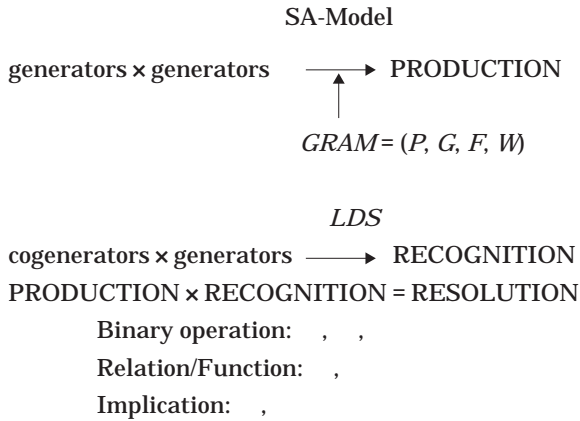 SA-Model
generators × generators PRODUCTION
GRAM = (P, G, F, W)
LDS
cogenerators × generators RECOGNITION
PRODUCTION × RECOGNITION = RESOLUTION
Binary operation: , ,
Relation/Function: ,
Implication: ,